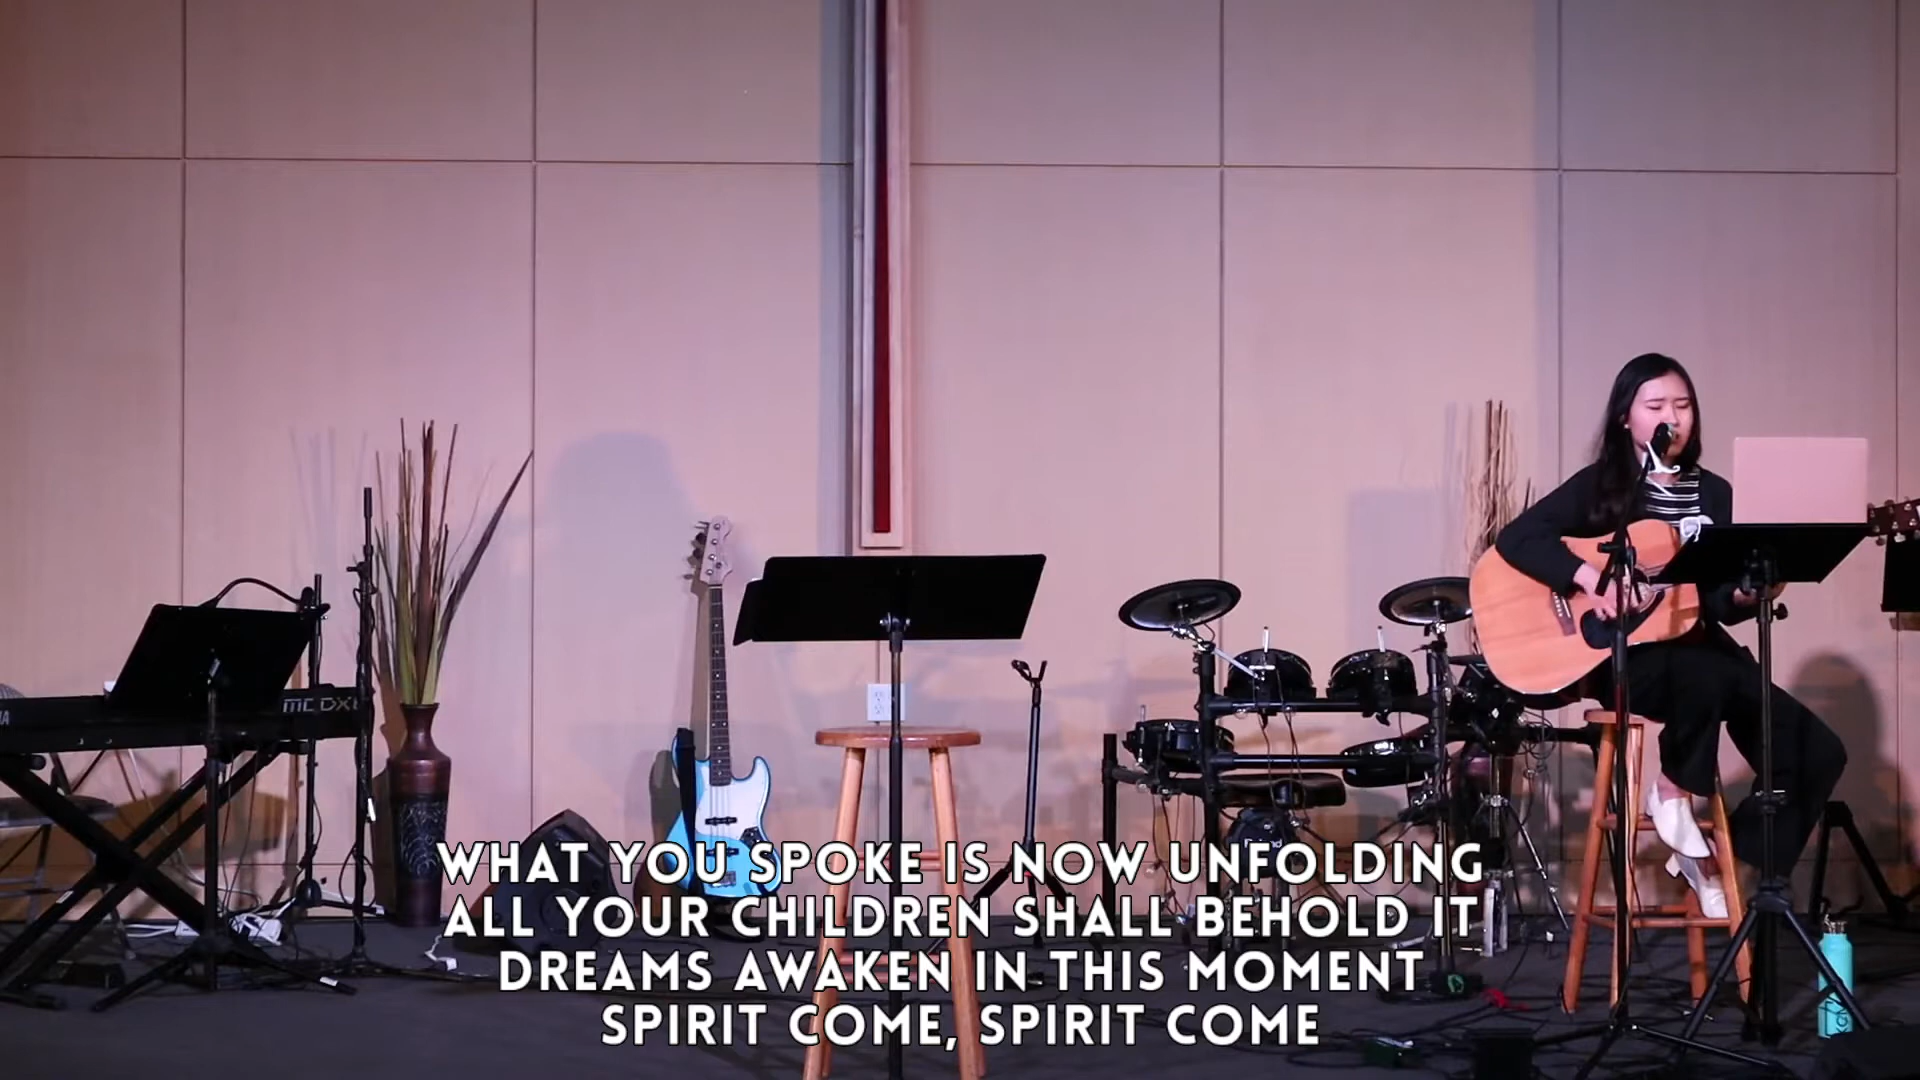 WHAT YOU SPOKE IS NOW UNFOLDING
ALL YOUR CHILDREN SHALL BEHOLD IT
DREAMS AWAKEN IN THIS MOMENT
SPIRIT COME, SPIRIT COME